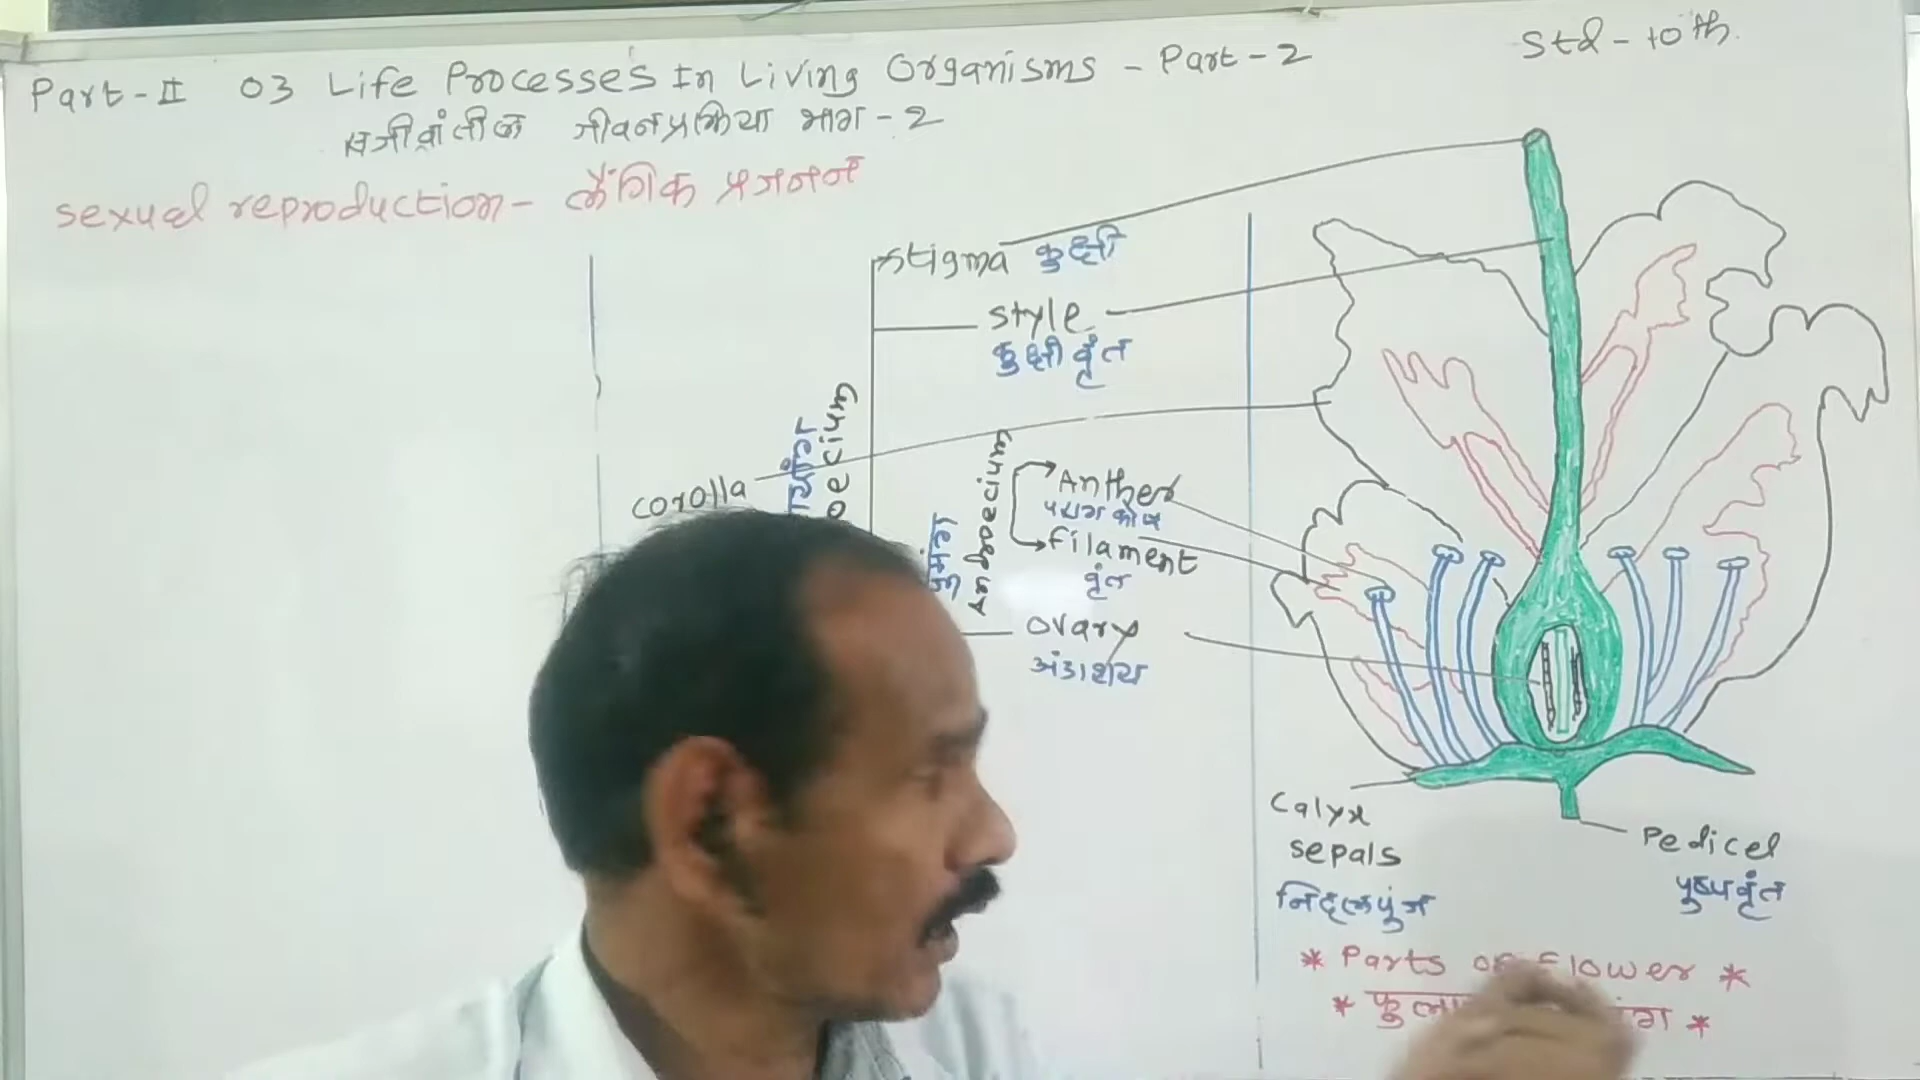 Std - 10th.
Part-II 03 Life Processes In Living Organisms - Part-2
सजीवांतील जीवनप्रक्रिया भाग-2
sexual reproduction - लैंगिक प्रजनन
stigma कुक्षी
style
कुक्षी वृंत
corolla
Anther
परागकोष
filament
वृंत
ovary
अंडाशय
calyx
sepals
निदलपुंज
Pedicel
पुष्पवृंत
* Parts of Flower *